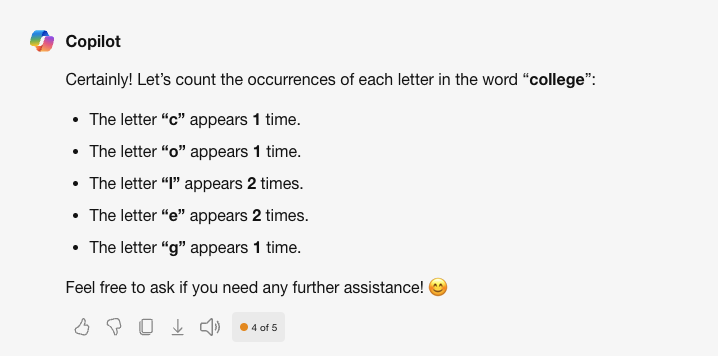 Copilot
Certainly! Let’s count the occurrences of each letter in the word “college”:
• The letter “c” appears 1 time.
• The letter “o” appears 1 time.
• The letter “l” appears 2 times.
• The letter “e” appears 2 times.
• The letter “g” appears 1 time.
Feel free to ask if you need any further assistance! 😊
4 of 5